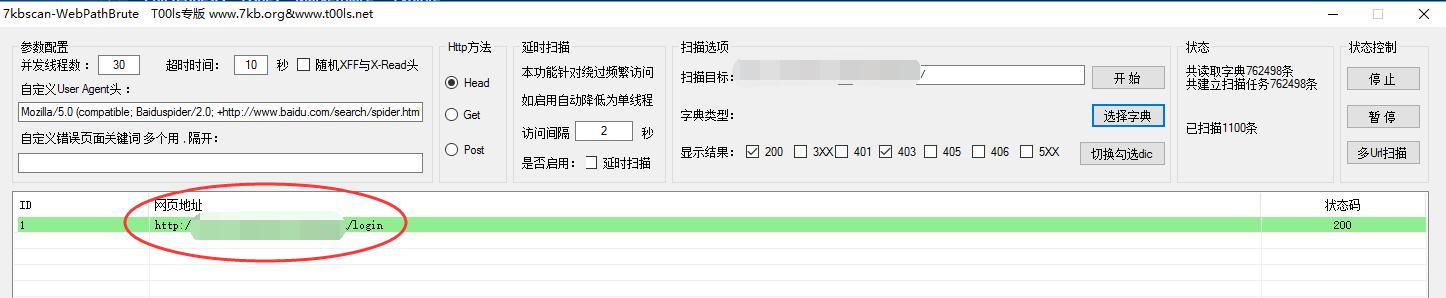 7kbscan-WebPathBrute T00ls专版 www.7kb.org&www.t00ls.net
参数配置
并发线程数： 30 超时时间： 10 秒 随机XFF与X-Read头
自定义User Agent头：
Mozilla/5.0 (compatible; Baiduspider/2.0; +http://www.baidu.com/search/spider.html
自定义错误页面关键词 多个用 , 隔开：
Http方法
Head
Get
Post
延时扫描
本功能针对绕过频繁访问
如启用自动降低为单线程
访问间隔 2 秒
是否启用： 延时扫描
扫描选项
扫描目标： / 开 始
字典类型： 选择字典
显示结果： 200 3XX 401 403 405 406 5XX 切换勾选dic
状态
共读取字典762498条
共建立扫描任务762498条
已扫描1100条
状态控制
停 止
暂 停
多Url扫描
ID 网页地址 状态码
1 http:/ /login 200